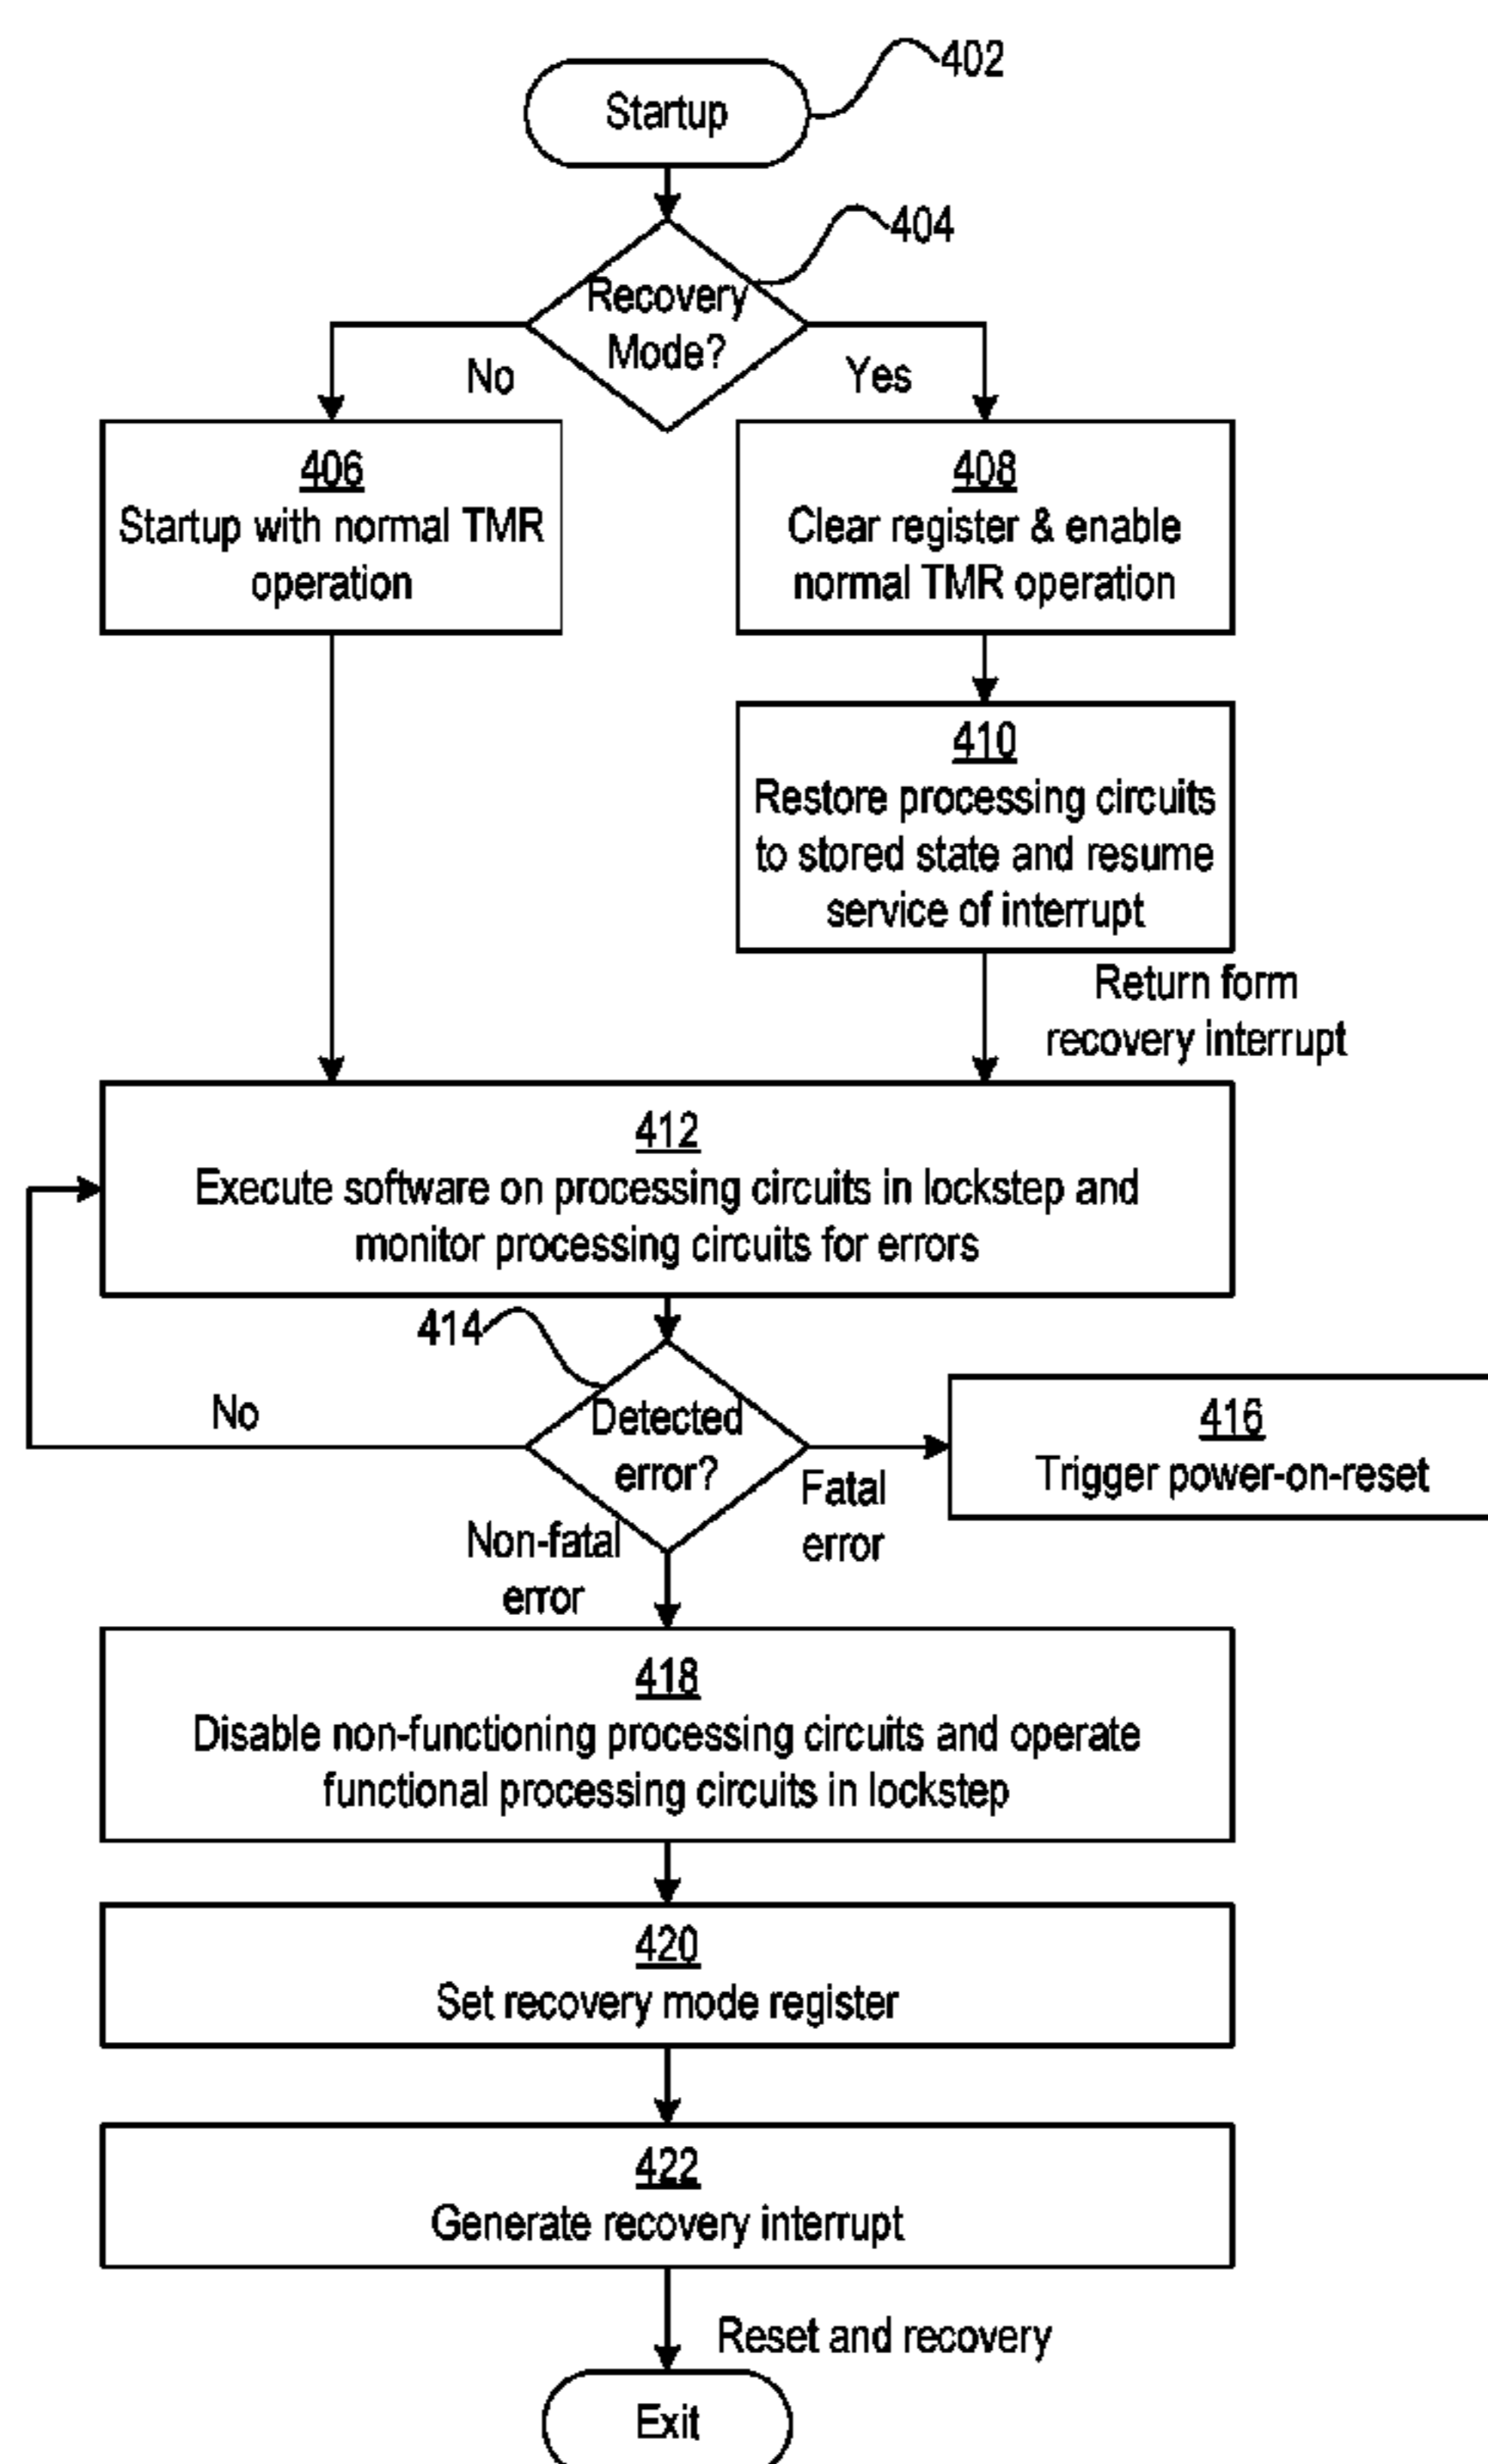 402
Startup
404
Recovery
Mode?
No
Yes
406
Startup with normal TMR
operation
408
Clear register & enable
normal TMR operation
410
Restore processing circuits
to stored state and resume
service of interrupt
Return form
recovery interrupt
412
Execute software on processing circuits in lockstep and
monitor processing circuits for errors
414
No
Detected
error?
Fatal
error
416
Trigger power-on-reset
Non-fatal
error
418
Disable non-functioning processing circuits and operate
functional processing circuits in lockstep
420
Set recovery mode register
422
Generate recovery interrupt
Reset and recovery
Exit